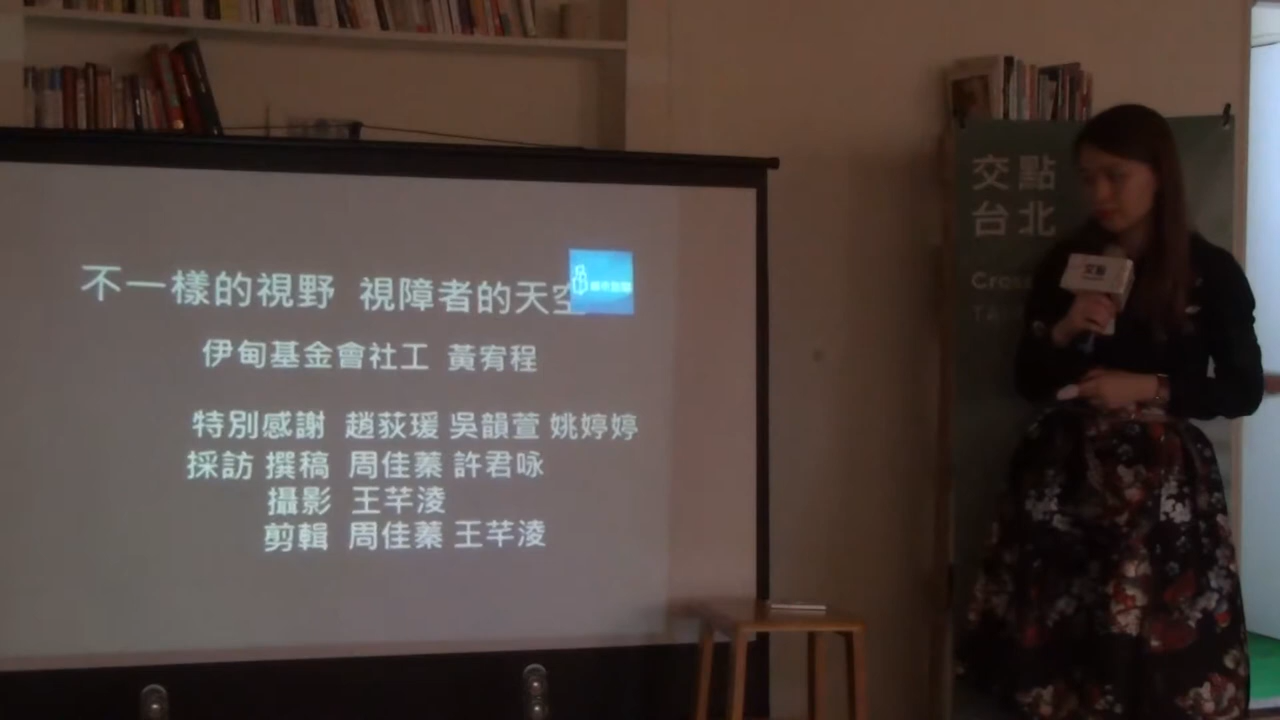 不一樣的視野 視障者的天空
伊甸基金會社工 黃宥程
特別感謝 趙荻瑗 吳韻萱 姚婷婷
採訪 撰稿 周佳蓁 許君咏
攝影 王芊淩
剪輯 周佳蓁 王芊淩
交點
台北
Cross
交點